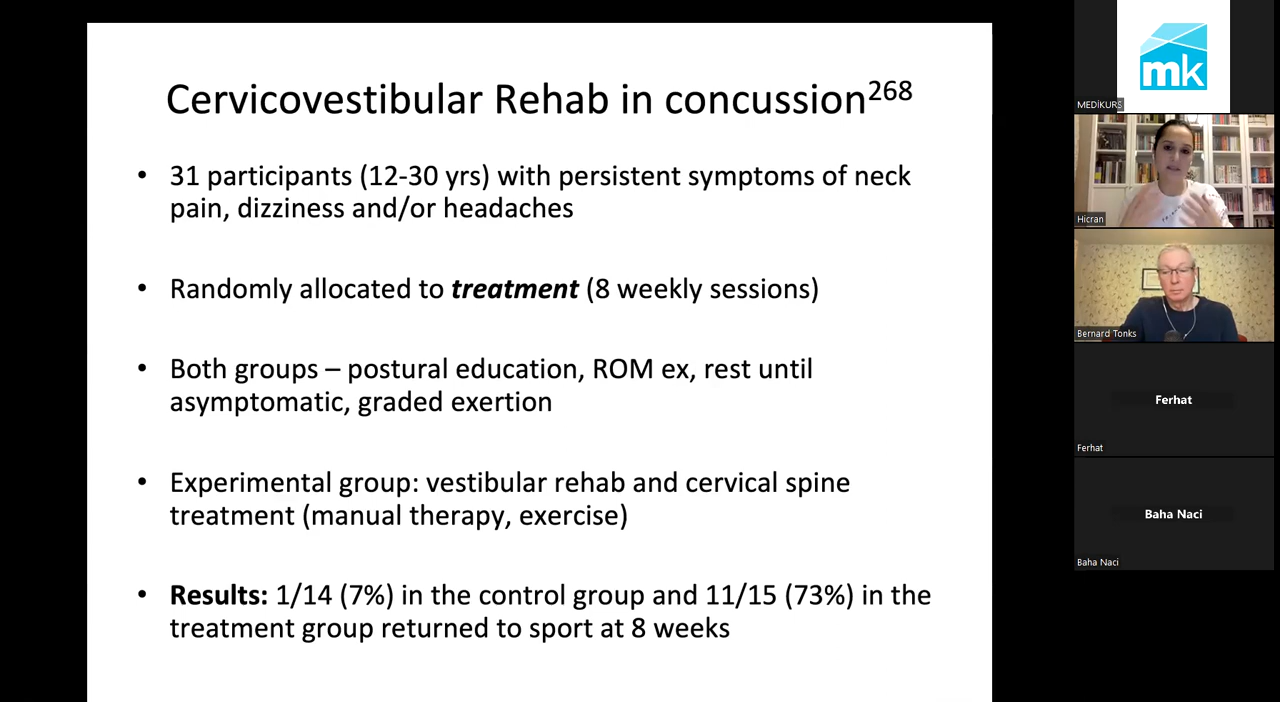 Cervicovestibular Rehab in concussion268
• 31 participants (12-30 yrs) with persistent symptoms of neck
pain, dizziness and/or headaches
• Randomly allocated to treatment (8 weekly sessions)
• Both groups – postural education, ROM ex, rest until
asymptomatic, graded exertion
• Experimental group: vestibular rehab and cervical spine
treatment (manual therapy, exercise)
• Results: 1/14 (7%) in the control group and 11/15 (73%) in the
treatment group returned to sport at 8 weeks
mk
MEDİKURS
Hicran
Bernard Tonks
Ferhat
Ferhat
Baha Naci
Baha Naci